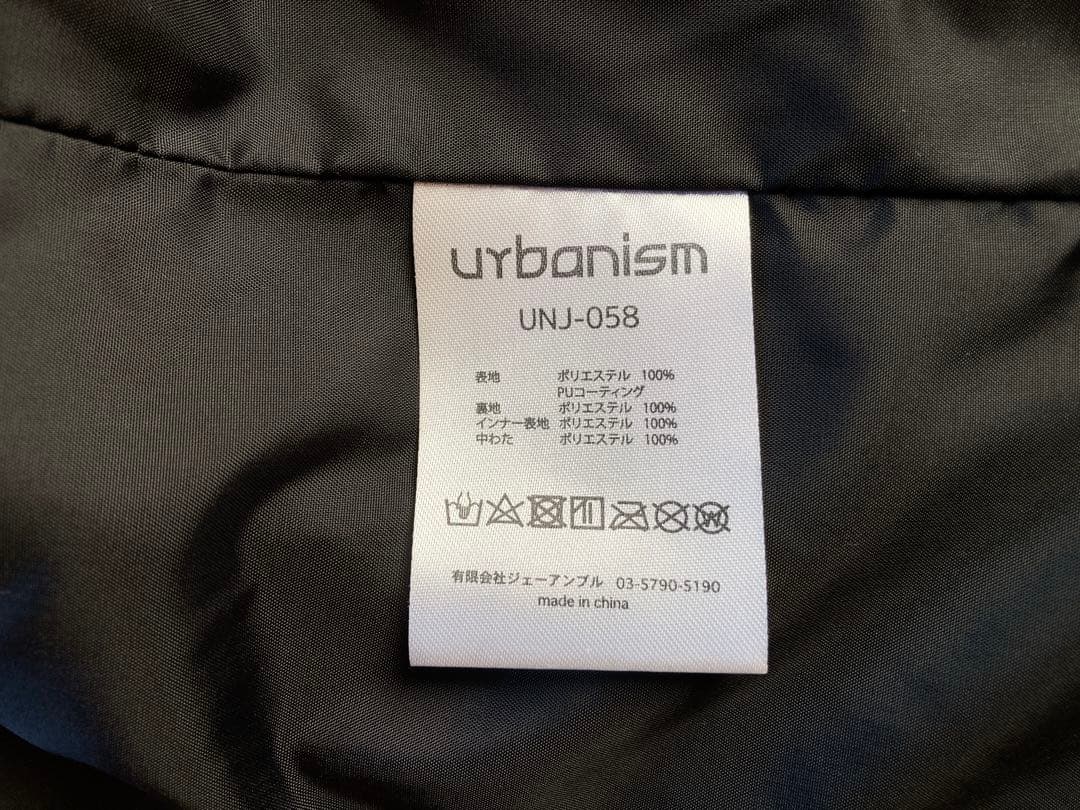 urbanism
UNJ-058
表地 ポリエステル 100%
PUコーティング
裏地 ポリエステル 100%
インナー表地 ポリエステル 100%
中わた ポリエステル 100%
W
有限会社ジェーアンブル 03-5790-5190
made in china